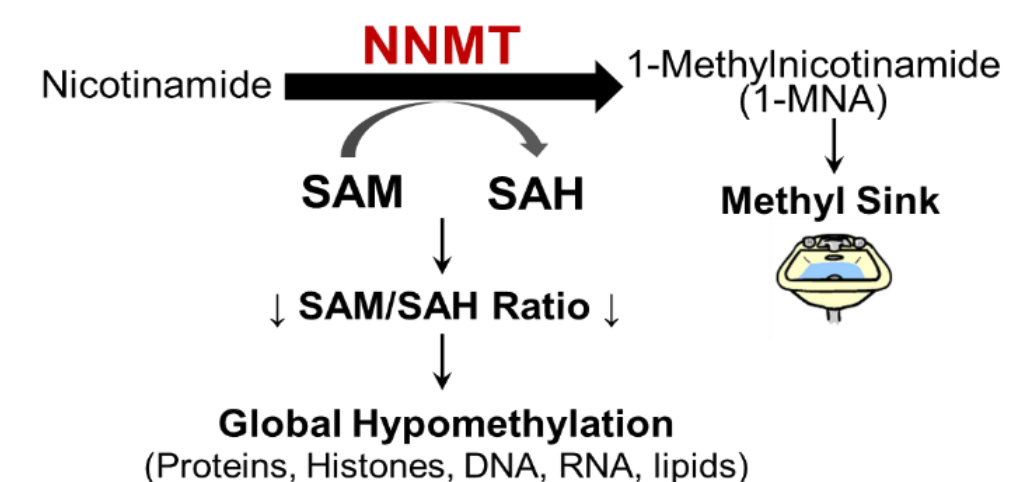 NNMT
Nicotinamide
1-Methylnicotinamide
(1-MNA)
SAM SAH
Methyl Sink
↓ SAM/SAH Ratio ↓
Global Hypomethylation
(Proteins, Histones, DNA, RNA, lipids)